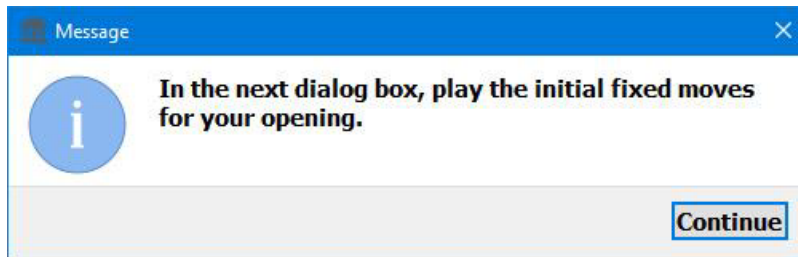 Message
In the next dialog box, play the initial fixed moves
for your opening.
Continue